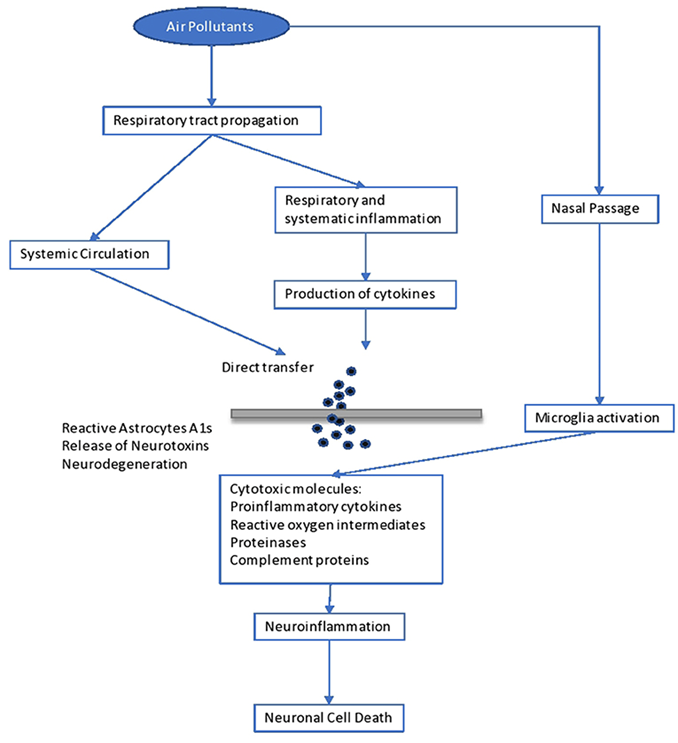 Air Pollutants
Respiratory tract propagation
Respiratory and
systematic inflammation
Nasal Passage
Systemic Circulation
Production of cytokines
Direct transfer
Reactive Astrocytes A1s
Release of Neurotoxins
Neurodegeneration
Microglia activation
Cytotoxic molecules:
Proinflammatory cytokines
Reactive oxygen intermediates
Proteinases
Complement proteins
Neuroinflammation
Neuronal Cell Death